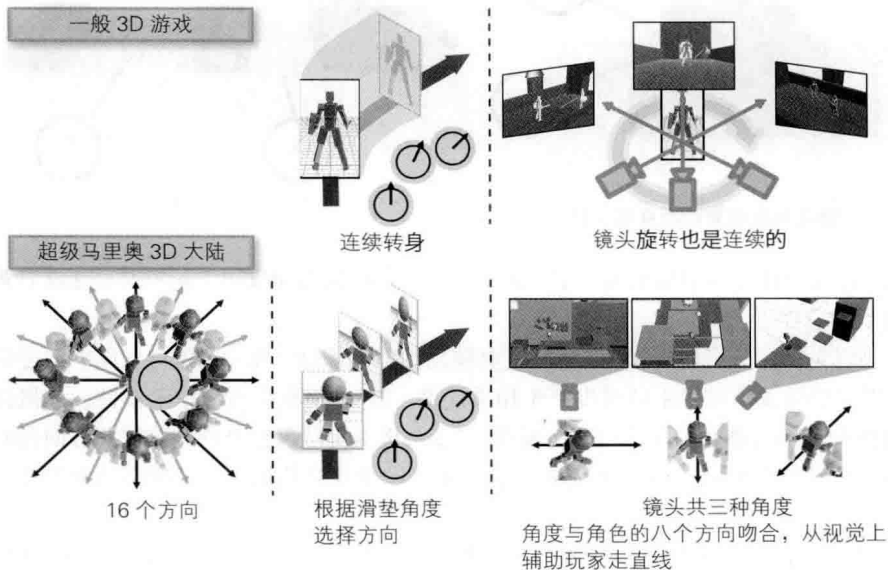 一般 3D 游戏
连续转身
镜头旋转也是连续的
超级马里奥 3D 大陆
16 个方向
根据滑垫角度
选择方向
镜头共三种角度
角度与角色的八个方向吻合，从视觉上
辅助玩家走直线